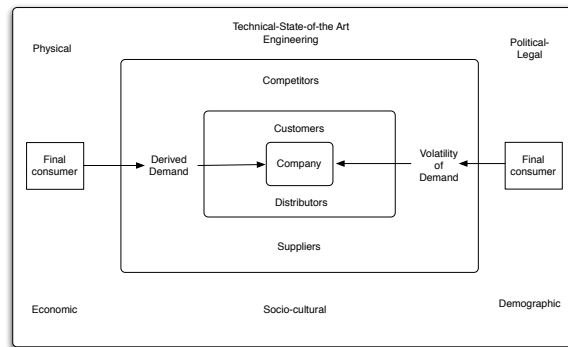 Technical-State-of-the Art
Engineering
Physical
Political-
Legal
Competitors
Customers
Final
consumer
Derived
Demand
Company
Volatility
of
Demand
Final
consumer
Distributors
Suppliers
Economic
Socio-cultural
Demographic